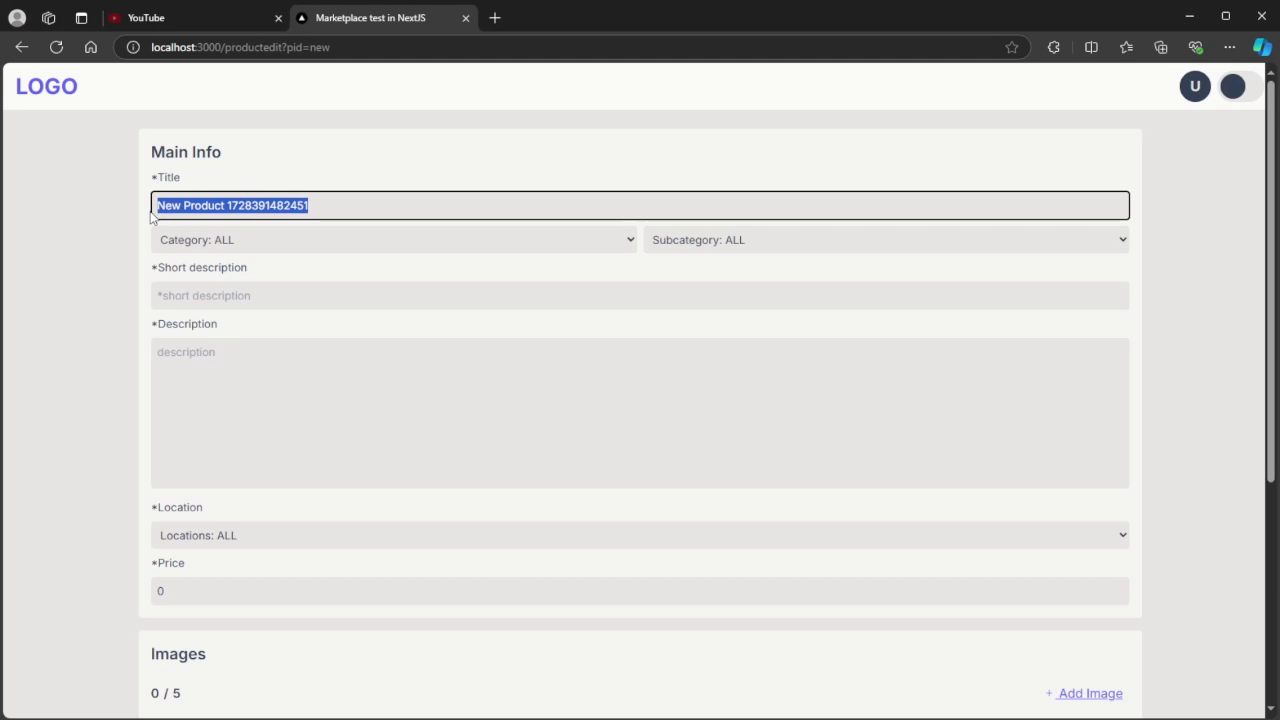 YouTube
Marketplace test in NextJS
localhost:3000/productedit?pid=new
LOGO
U
Main Info
*Title
New Product 1728391482451
Category: ALL
Subcategory: ALL
*Short description
*short description
*Description
description
*Location
Locations: ALL
*Price
0
Images
0 / 5
+ Add Image